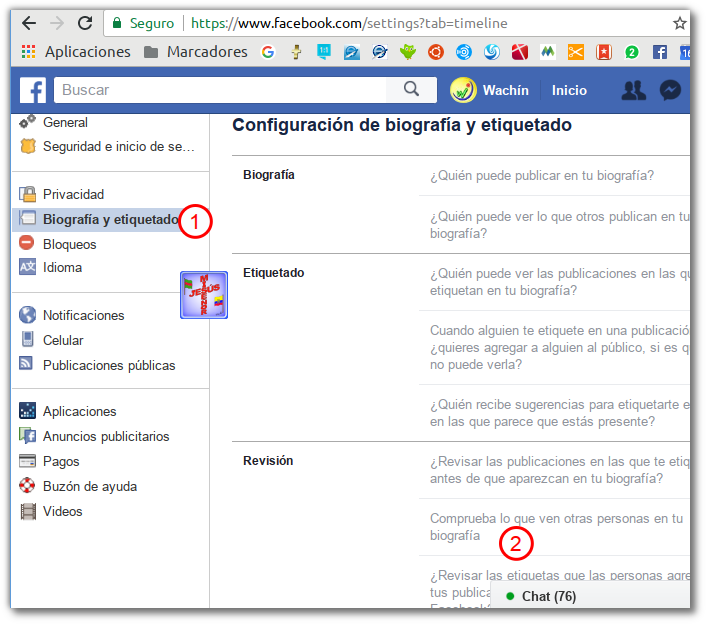 Seguro https://www.facebook.com/settings?tab=timeline
Aplicaciones Marcadores
Buscar Wachín Inicio
General
Seguridad e inicio de se...
Privacidad
Biografía y etiquetado 1
Bloqueos
Idioma
MISIONERO
JESÚS
Notificaciones
Celular
Publicaciones públicas
Aplicaciones
Anuncios publicitarios
Pagos
Buzón de ayuda
Videos
Configuración de biografía y etiquetado
Biografía
¿Quién puede publicar en tu biografía?
¿Quién puede ver lo que otros publican en tu
biografía?
Etiquetado
¿Quién puede ver las publicaciones en las qu
etiquetan en tu biografía?
Cuando alguien te etiquete en una publicació
¿quieres agregar a alguien al público, si es qu
no puede verla?
¿Quién recibe sugerencias para etiquetarte e
en las que parece que estás presente?
Revisión
¿Revisar las publicaciones en las que te etiq
antes de que aparezcan en tu biografía?
Comprueba lo que ven otras personas en tu
biografía 2
¿Revisar las etiquetas que las personas agre
tus publica
Facebook?
Chat (76)